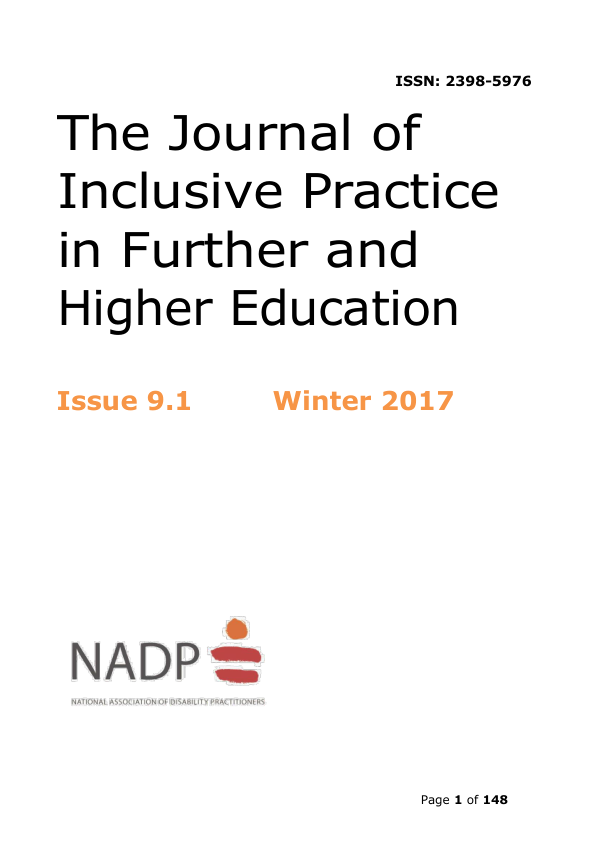 ISSN: 2398-5976
The Journal of
Inclusive Practice
in Further and
Higher Education
Issue 9.1 Winter 2017
NADP
NATIONAL ASSOCIATION OF DISABILITY PRACTITIONERS
Page 1 of 148